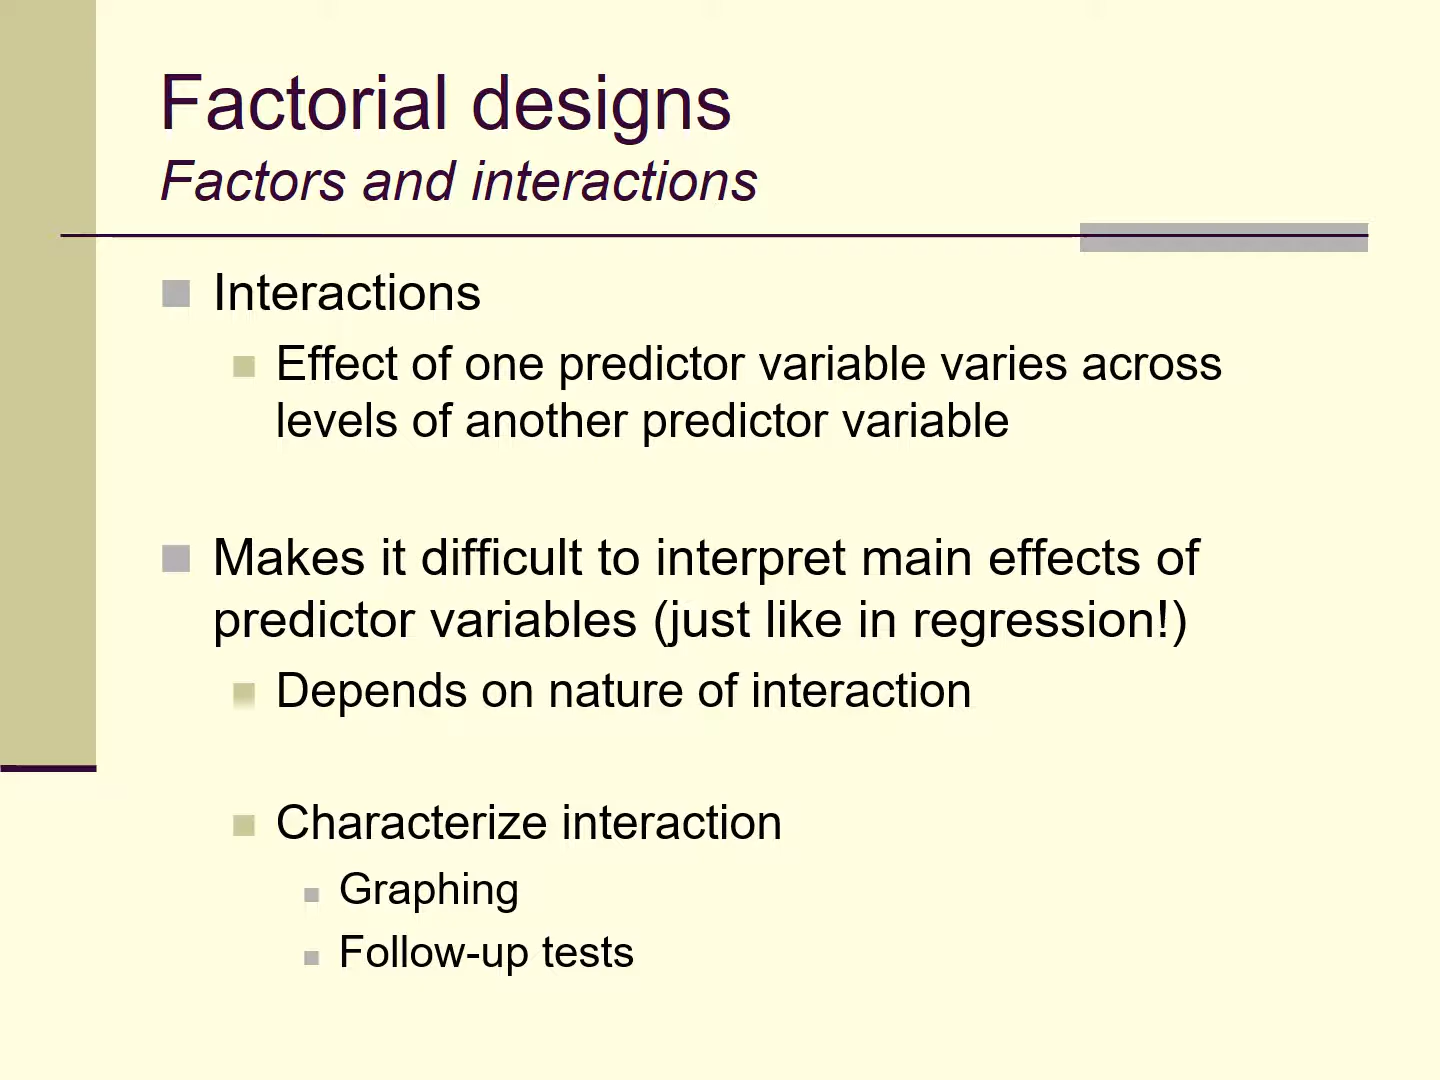 Factorial designs
Factors and interactions
Interactions
Effect of one predictor variable varies across
levels of another predictor variable
Makes it difficult to interpret main effects of
predictor variables (just like in regression!)
Depends on nature of interaction
Characterize interaction
Graphing
Follow-up tests